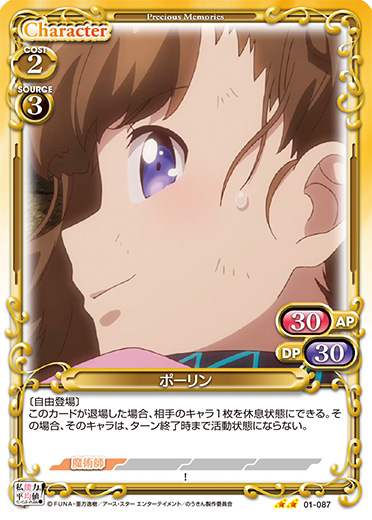 Precious Memories
Character
COST
2
SOURCE
3
30 AP
DP 30
ポーリン
〔自由登場〕
このカードが退場した場合、相手のキャラ1枚を休息状態にできる。そ
の場合、そのキャラは、ターン終了時まで活動状態にならない。
魔術師
!
私、能力は
平均値
©FUNA・亜方逸樹/アース・スター エンターテイメント/のうきん製作委員会
01-087